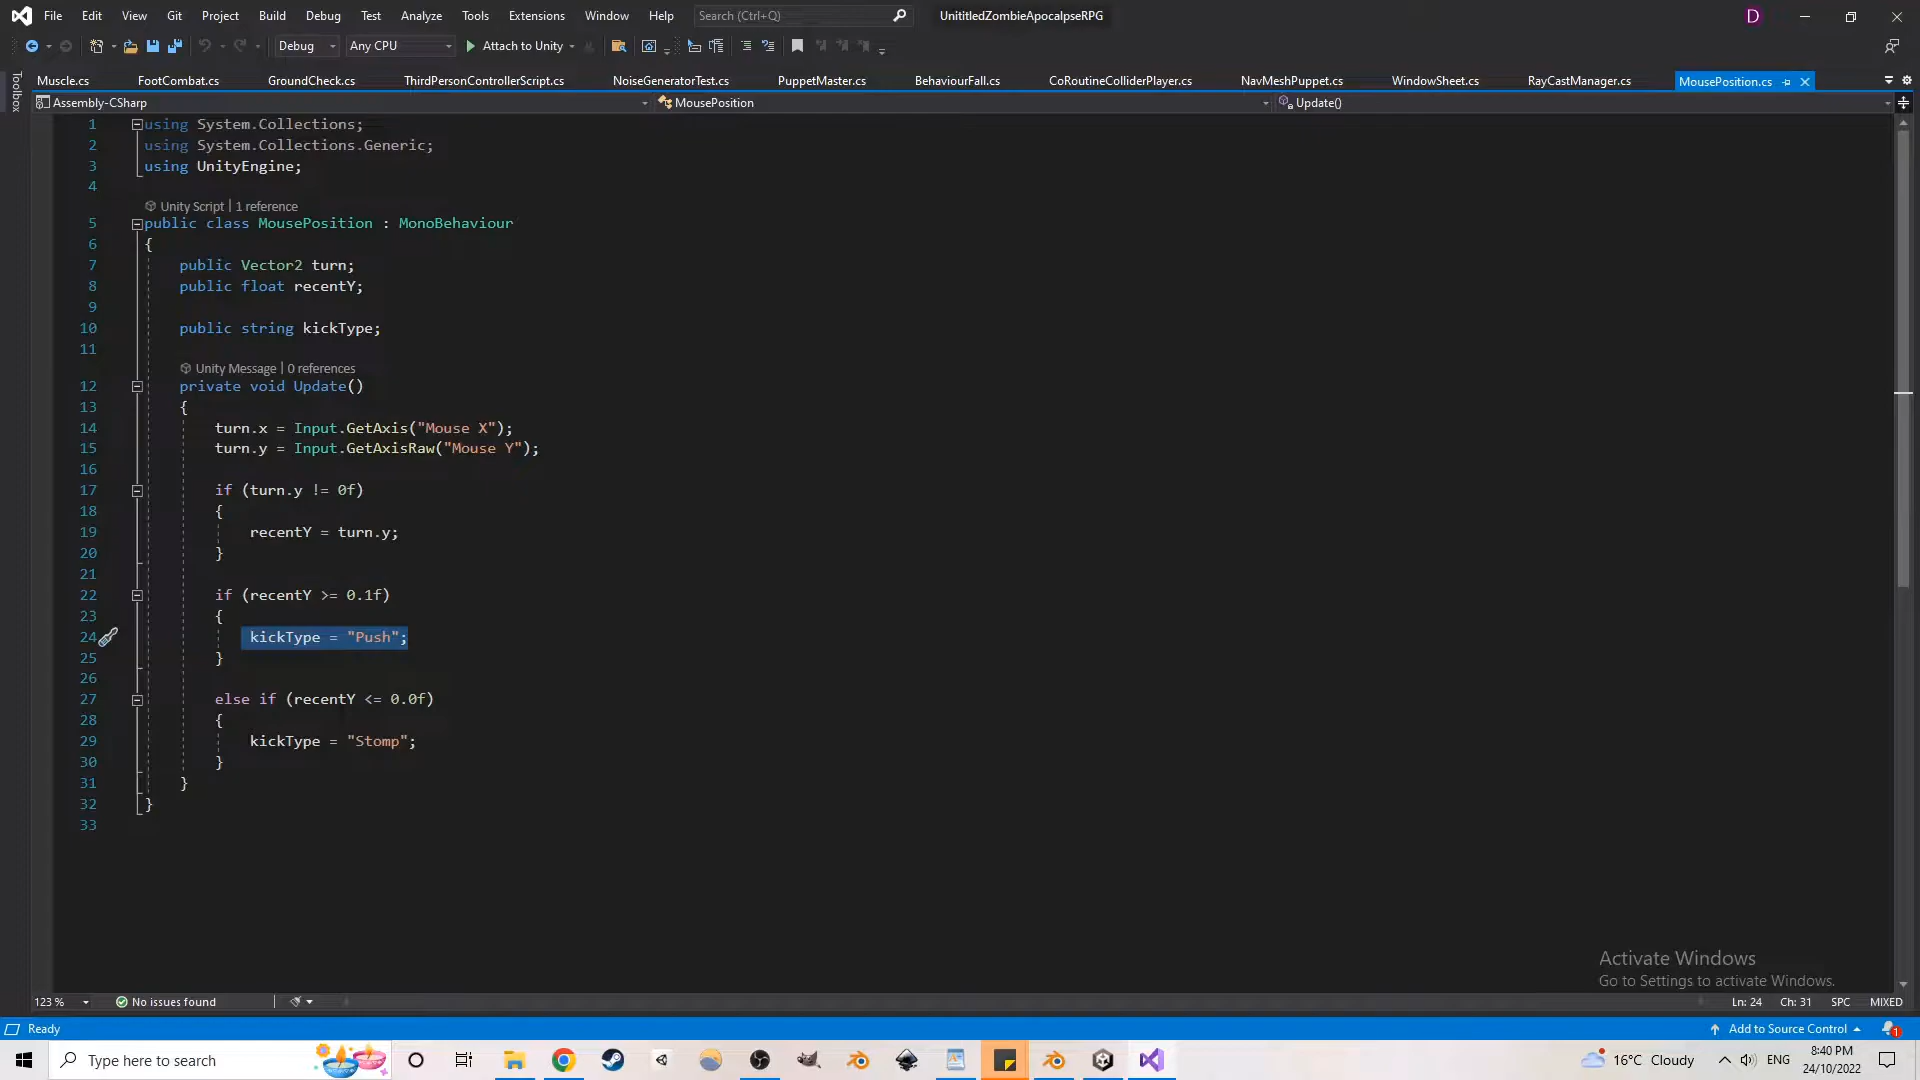 File Edit View Git Project Build Debug Test Analyze Tools Extensions Window Help Search (Ctrl+Q) UnititledZombieApocalpseRPG D
Debug Any CPU Attach to Unity
Toolbox
Muscle.cs FootCombat.cs GroundCheck.cs ThirdPersonControllerScript.cs NoiseGeneratorTest.cs PuppetMaster.cs BehaviourFall.cs CoRoutineColliderPlayer.cs NavMeshPuppet.cs WindowSheet.cs RayCastManager.cs MousePosition.cs
Assembly-CSharp MousePosition Update()
1 using System.Collections;
2 using System.Collections.Generic;
3 using UnityEngine;
4
Unity Script | 1 reference
5 public class MousePosition : MonoBehaviour
6 {
7 public Vector2 turn;
8 public float recentY;
9
10 public string kickType;
11
Unity Message | 0 references
12 private void Update()
13 {
14 turn.x = Input.GetAxis("Mouse X");
15 turn.y = Input.GetAxisRaw("Mouse Y");
16
17 if (turn.y != 0f)
18 {
19 recentY = turn.y;
20 }
21
22 if (recentY >= 0.1f)
23 {
24 kickType = "Push";
25 }
26
27 else if (recentY <= 0.0f)
28 {
29 kickType = "Stomp";
30 }
31 }
32 }
33
Activate Windows
Go to Settings to activate Windows.
123 % No issues found Ln: 24 Ch: 31 SPC MIXED
Ready Add to Source Control 1
Type here to search 16°C Cloudy ENG 8:40 PM
24/10/2022